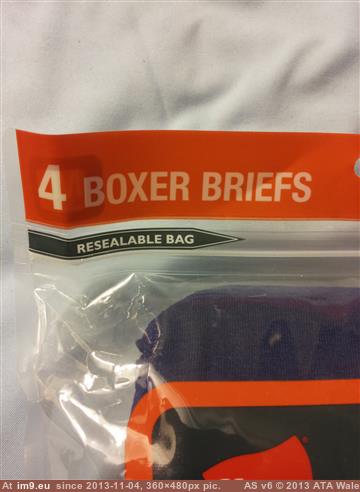 4 BOXER BRIEFS
RESEALABLE BAG
At im9.eu since 2013-11-04, 360×480px pic. AS v6 © 2013 ATA Wale